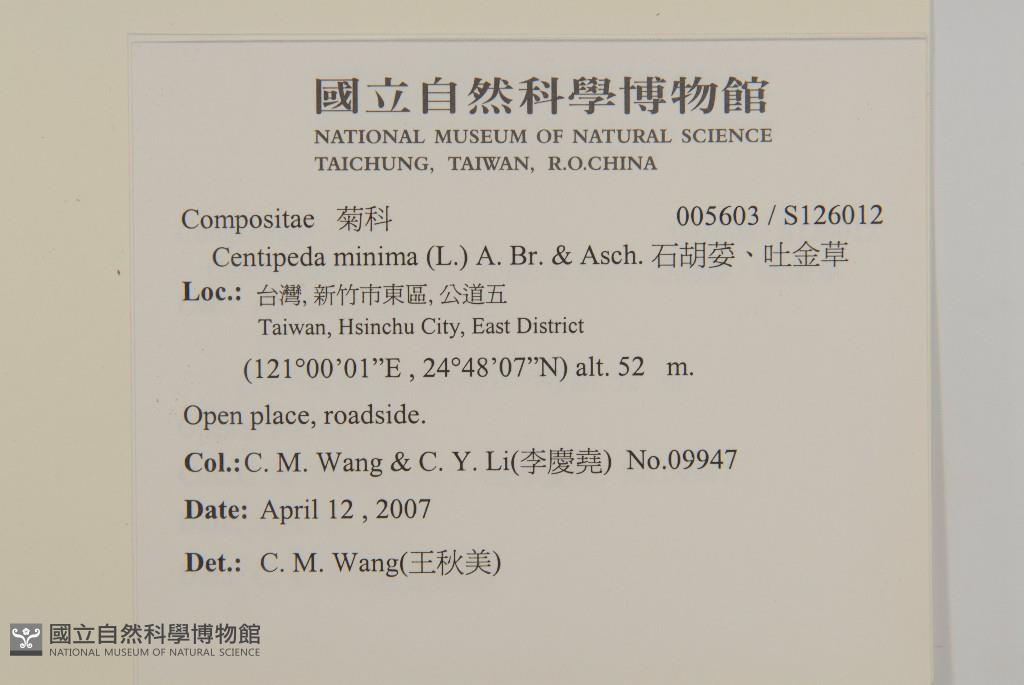 國立自然科學博物館
NATIONAL MUSEUM OF NATURAL SCIENCE
TAICHUNG, TAIWAN, R.O.CHINA
Compositae 菊科 005603 / S126012
Centipeda minima (L.) A. Br. & Asch. 石胡荽、吐金草
Loc.: 台灣, 新竹市東區, 公道五
Taiwan, Hsinchu City, East District
(121°00’01”E , 24°48’07”N) alt. 52 m.
Open place, roadside.
Col.: C. M. Wang & C. Y. Li(李慶堯) No.09947
Date: April 12 , 2007
Det.: C. M. Wang(王秋美)
國立自然科學博物館
NATIONAL MUSEUM OF NATURAL SCIENCE